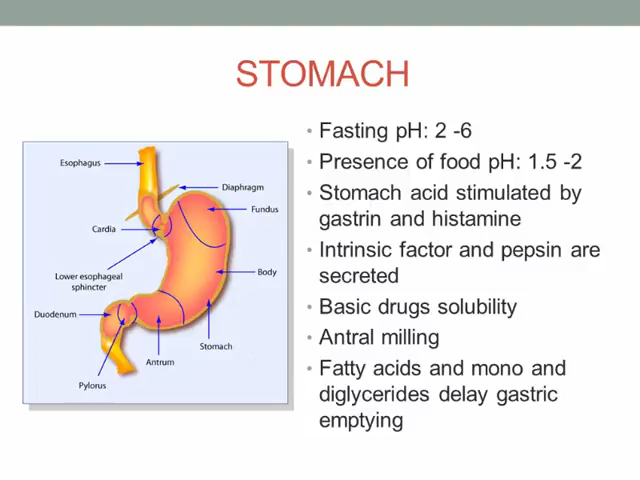 STOMACH
Esophagus
Diaphragm
Fundus
Cardia
Lower esophageal
sphincter
Body
Duodenum
Stomach
Antrum
Pylorus
• Fasting pH: 2 -6
• Presence of food pH: 1.5 -2
• Stomach acid stimulated by
gastrin and histamine
• Intrinsic factor and pepsin are
secreted
• Basic drugs solubility
• Antral milling
• Fatty acids and mono and
diglycerides delay gastric
emptying